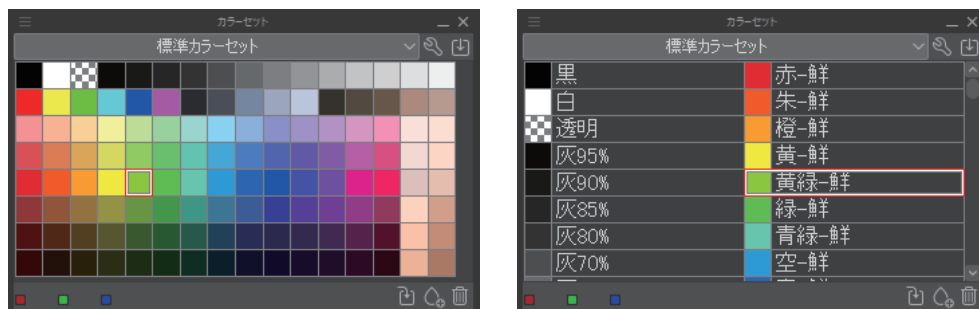 カラーセット
標準カラーセット
カラーセット
標準カラーセット
黒
白
透明
灰95%
灰90%
灰85%
灰80%
灰70%
赤-鮮
朱-鮮
橙-鮮
黄-鮮
黄緑-鮮
緑-鮮
青緑-鮮
空-鮮